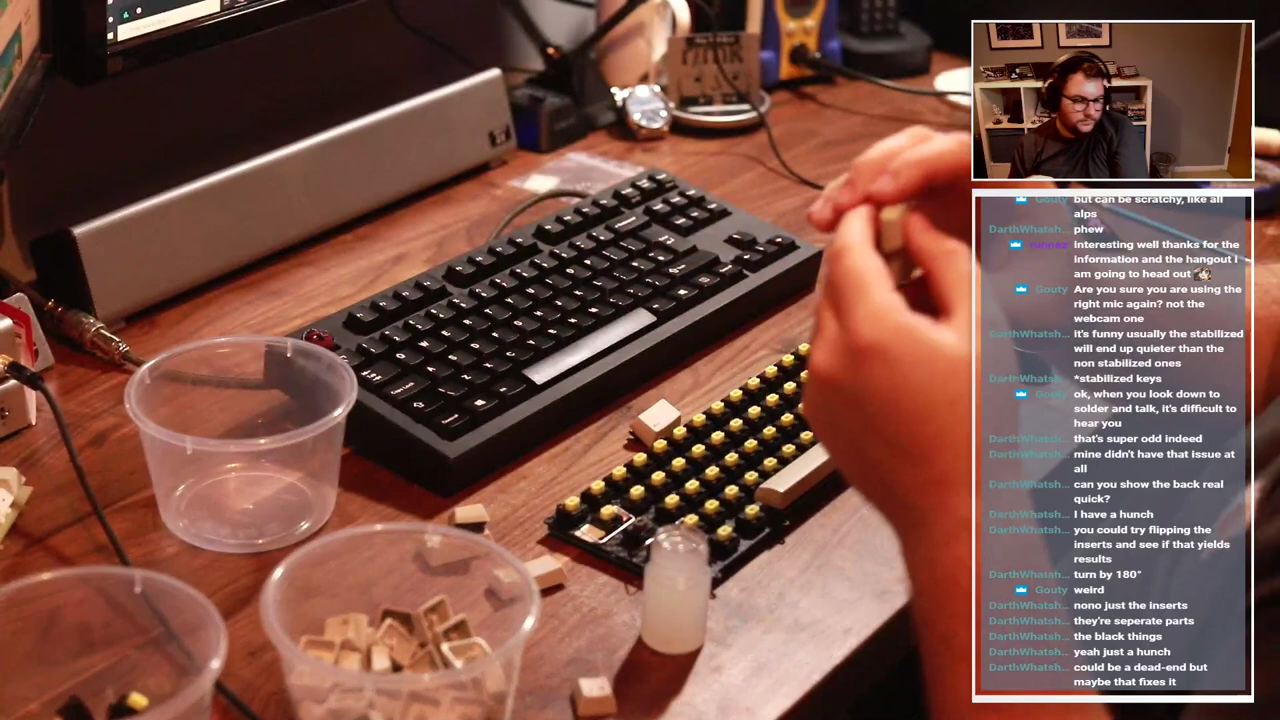 Gouty but can be scratchy, like all
alps
DarthWhatsh... phew
interesting well thanks for the
information and the hangout I
am going to head out
Gouty Are you sure you are using the
right mic again? not the
webcam one
DarthWhatsh... it's funny usually the stabilized
will end up quieter than the
non stabilized ones
DarthWhatsh... *stabilized keys
Gouty ok, when you look down to
solder and talk, it's difficult to
hear you
DarthWhatsh... that's super odd indeed
DarthWhatsh... mine didn't have that issue at
all
DarthWhatsh... can you show the back real
quick?
DarthWhatsh... I have a hunch
DarthWhatsh... you could try flipping the
inserts and see if that yields
results
DarthWhatsh... turn by 180°
Gouty weird
DarthWhatsh... nono just the inserts
DarthWhatsh... they're seperate parts
DarthWhatsh... the black things
DarthWhatsh... yeah just a hunch
DarthWhatsh... could be a dead-end but
maybe that fixes it